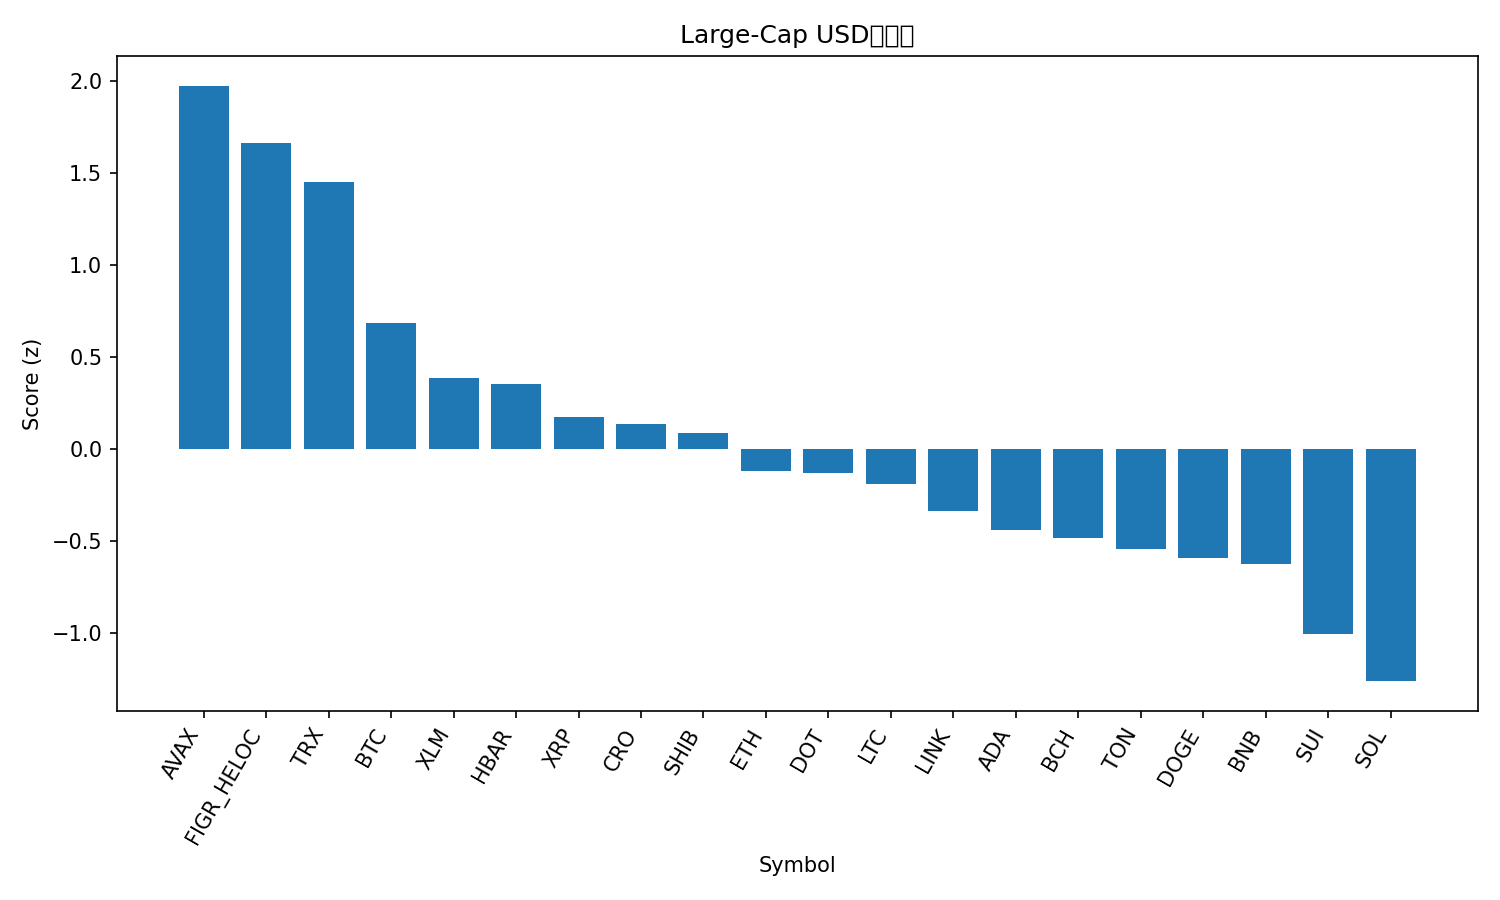 Large-Cap USD
Score (z)
2.0
1.5
1.0
0.5
0.0
−0.5
−1.0
AVAX
FIGR_HELOC
TRX
BTC
XLM
HBAR
XRP
CRO
SHIB
ETH
DOT
LTC
LINK
ADA
BCH
TON
DOGE
BNB
SUI
SOL
Symbol